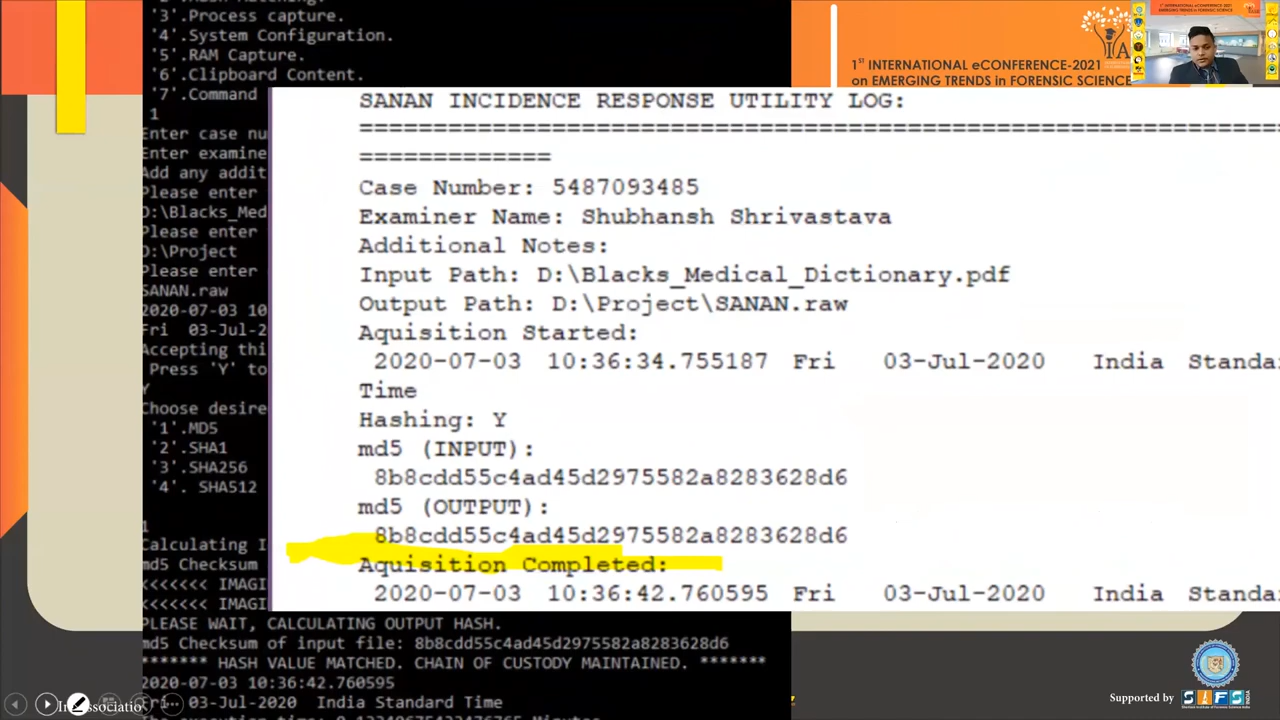 '3'.Process capture.
'4'.System Configuration.
'5'.RAM Capture.
'6'.Clipboard Content.
'7'.Command
1
Enter case nu
Enter examine
Add any addit
Please enter
D:\Blacks_Med
Please enter
D:\Project
Please enter
SANAN.raw
2020-07-03 10
Fri 03-Jul-2
Accepting thi
Press 'Y' to
Y
Choose desire
'1'.MD5
'2'.SHA1
'3'.SHA256
'4'. SHA512
1
Calculating I
md5 Checksum
<<<<<<< IMAGI
<<<<<<< IMAGI
PLEASE WAIT, CALCULATING OUTPUT HASH.
md5 Checksum of input file: 8b8cdd55c4ad45d2975582a8283628d6
******* HASH VALUE MATCHED. CHAIN OF CUSTODY MAINTAINED. *******
2020-07-03 10:36:42.760595
Fri 03-Jul-2020 India Standard Time
SANAN INCIDENCE RESPONSE UTILITY LOG:
Case Number: 5487093485
Examiner Name: Shubhansh Shrivastava
Additional Notes:
Input Path: D:\Blacks_Medical_Dictionary.pdf
Output Path: D:\Project\SANAN.raw
Aquisition Started:
2020-07-03 10:36:34.755187 Fri 03-Jul-2020 India Standa
Time
Hashing: Y
md5 (INPUT):
8b8cdd55c4ad45d2975582a8283628d6
md5 (OUTPUT):
8b8cdd55c4ad45d2975582a8283628d6
Aquisition Completed:
2020-07-03 10:36:42.760595 Fri 03-Jul-2020 India Standa
1ST INTERNATIONAL eCONFERENCE-2021
on EMERGING TRENDS in FORENSIC SCIENCE
Supported by
SIFS
INDIA